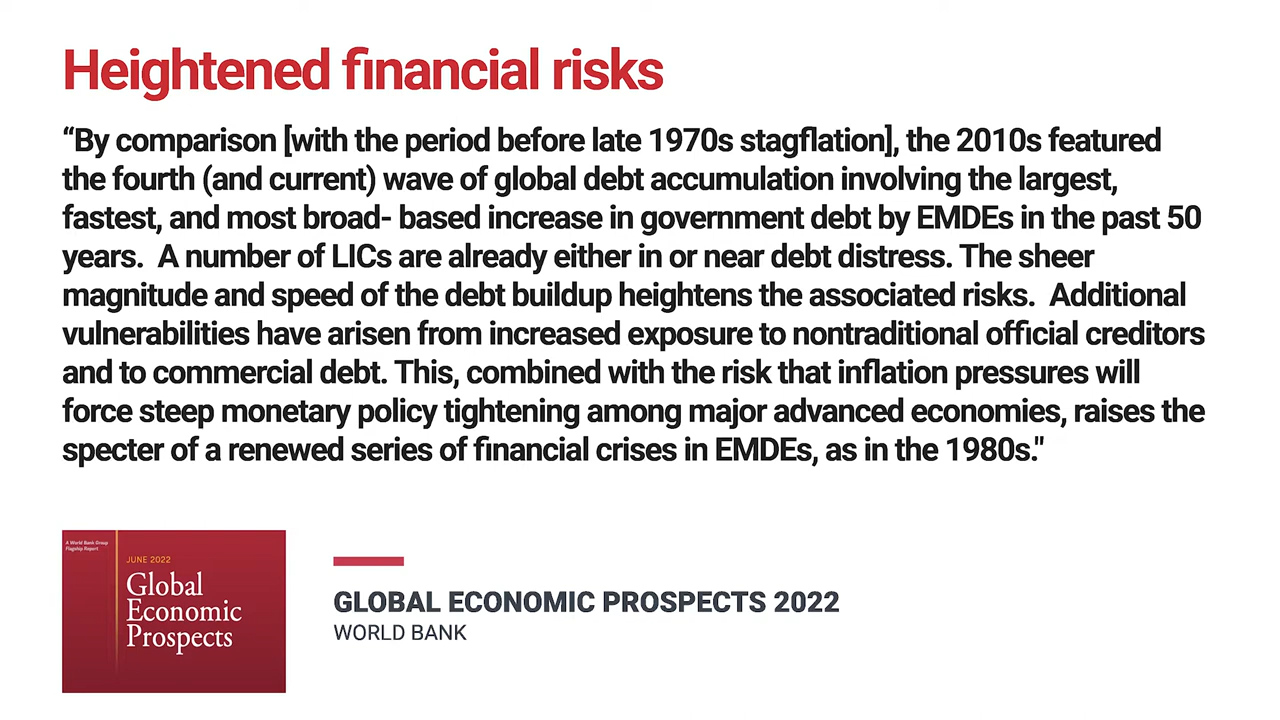 Heightened financial risks
“By comparison [with the period before late 1970s stagflation], the 2010s featured
the fourth (and current) wave of global debt accumulation involving the largest,
fastest, and most broad- based increase in government debt by EMDEs in the past 50
years.  A number of LICs are already either in or near debt distress. The sheer
magnitude and speed of the debt buildup heightens the associated risks.  Additional
vulnerabilities have arisen from increased exposure to nontraditional official creditors
and to commercial debt. This, combined with the risk that inflation pressures will
force steep monetary policy tightening among major advanced economies, raises the
specter of a renewed series of financial crises in EMDEs, as in the 1980s."
A World Bank Group
Flagship Report
JUNE 2022
Global
Economic
Prospects
GLOBAL ECONOMIC PROSPECTS 2022
WORLD BANK